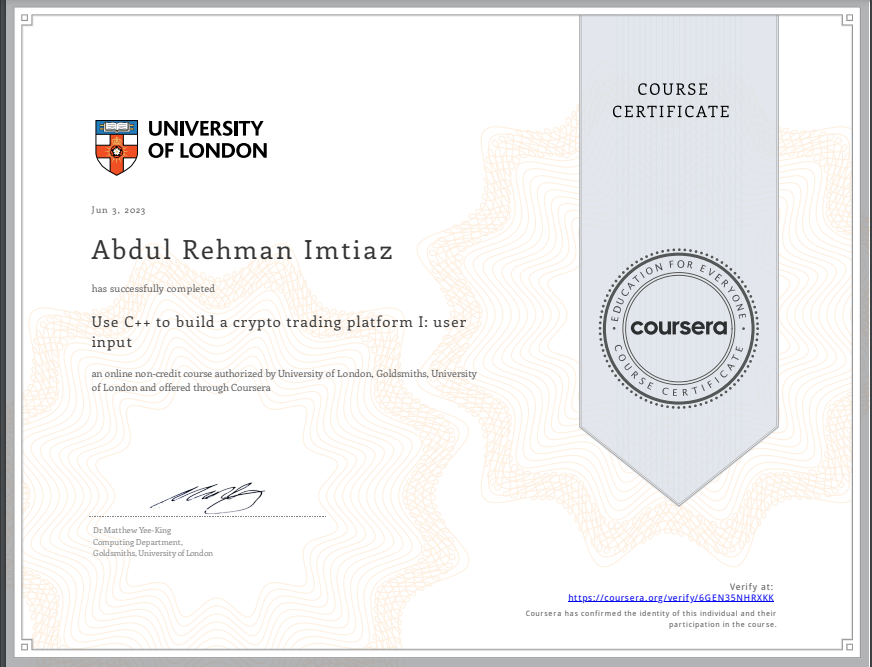 UNIVERSITY
OF LONDON
Jun 3, 2023
Abdul Rehman Imtiaz
has successfully completed
Use C++ to build a crypto trading platform I: user
input
an online non-credit course authorized by University of London, Goldsmiths, University
of London and offered through Coursera
Dr Matthew Yee-King
Computing Department,
Goldsmiths, University of London
COURSE
CERTIFICATE
EDUCATION FOR EVERYONE
coursera
COURSE CERTIFICATE
Verify at:
https://coursera.org/verify/6GEN35NHRXKK
Coursera has confirmed the identity of this individual and their
participation in the course.